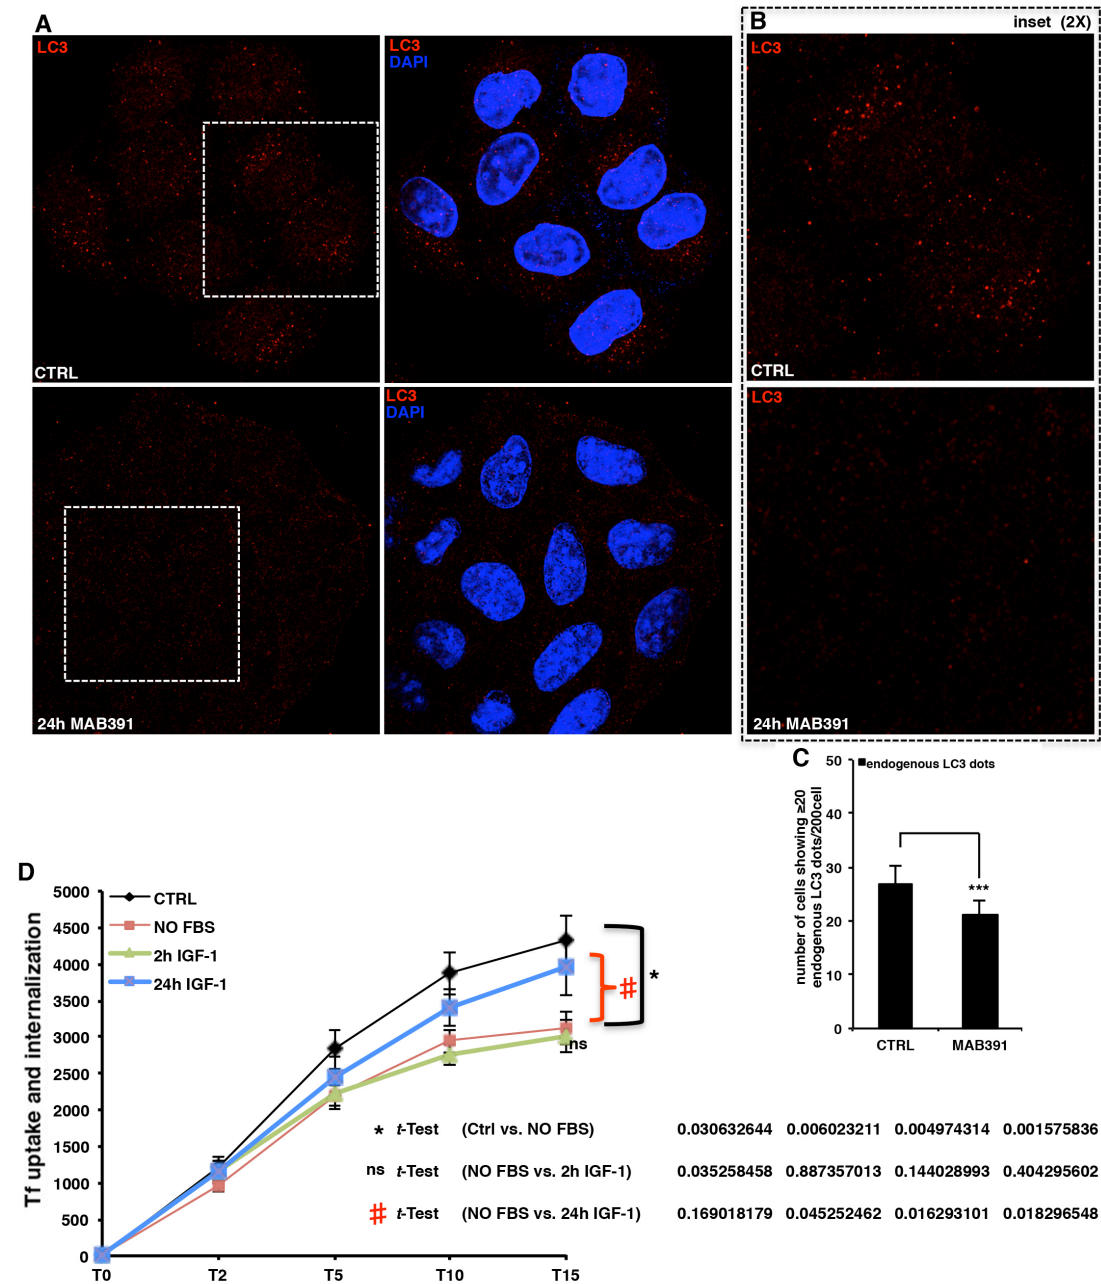 A
LC3
LC3
DAPI
CTRL
LC3
DAPI
24h MAB391
B
inset (2X)
LC3
CTRL
LC3
24h MAB391
C
endogenous LC3 dots
number of cells showing ≥20
endogenous LC3 dots/200cell
50
40
30
20
10
0
***
CTRL
MAB391
D
Tf uptake and internalization
5000
4500
4000
3500
3000
2500
2000
1500
1000
500
0
CTRL
NO FBS
2h IGF-1
24h IGF-1
#
*
ns
T0
T2
T5
T10
T15
* t-Test (Ctrl vs. NO FBS) 0.030632644 0.006023211 0.004974314 0.001575836
ns t-Test (NO FBS vs. 2h IGF-1) 0.035258458 0.887357013 0.144028993 0.404295602
# t-Test (NO FBS vs. 24h IGF-1) 0.169018179 0.045252462 0.016293101 0.018296548